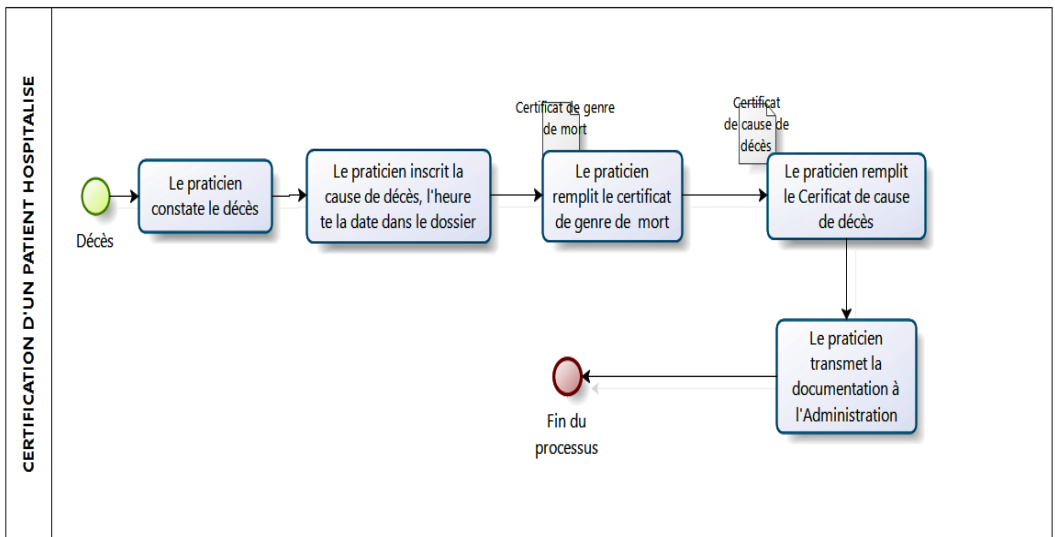 CERTIFICATION D'UN PATIENT HOSPITALISE
Décès
Le praticien
constate le décès
Le praticien inscrit la
cause de décès, l'heure
te la date dans le dossier
Certificat de genre
de mort
Le praticien
remplit le certificat
de genre de mort
Certificat
de cause de
décès
Le praticien remplit
le Cerificat de cause
de décès
Le praticien
transmet la
documentation à
l'Administration
Fin du
processus